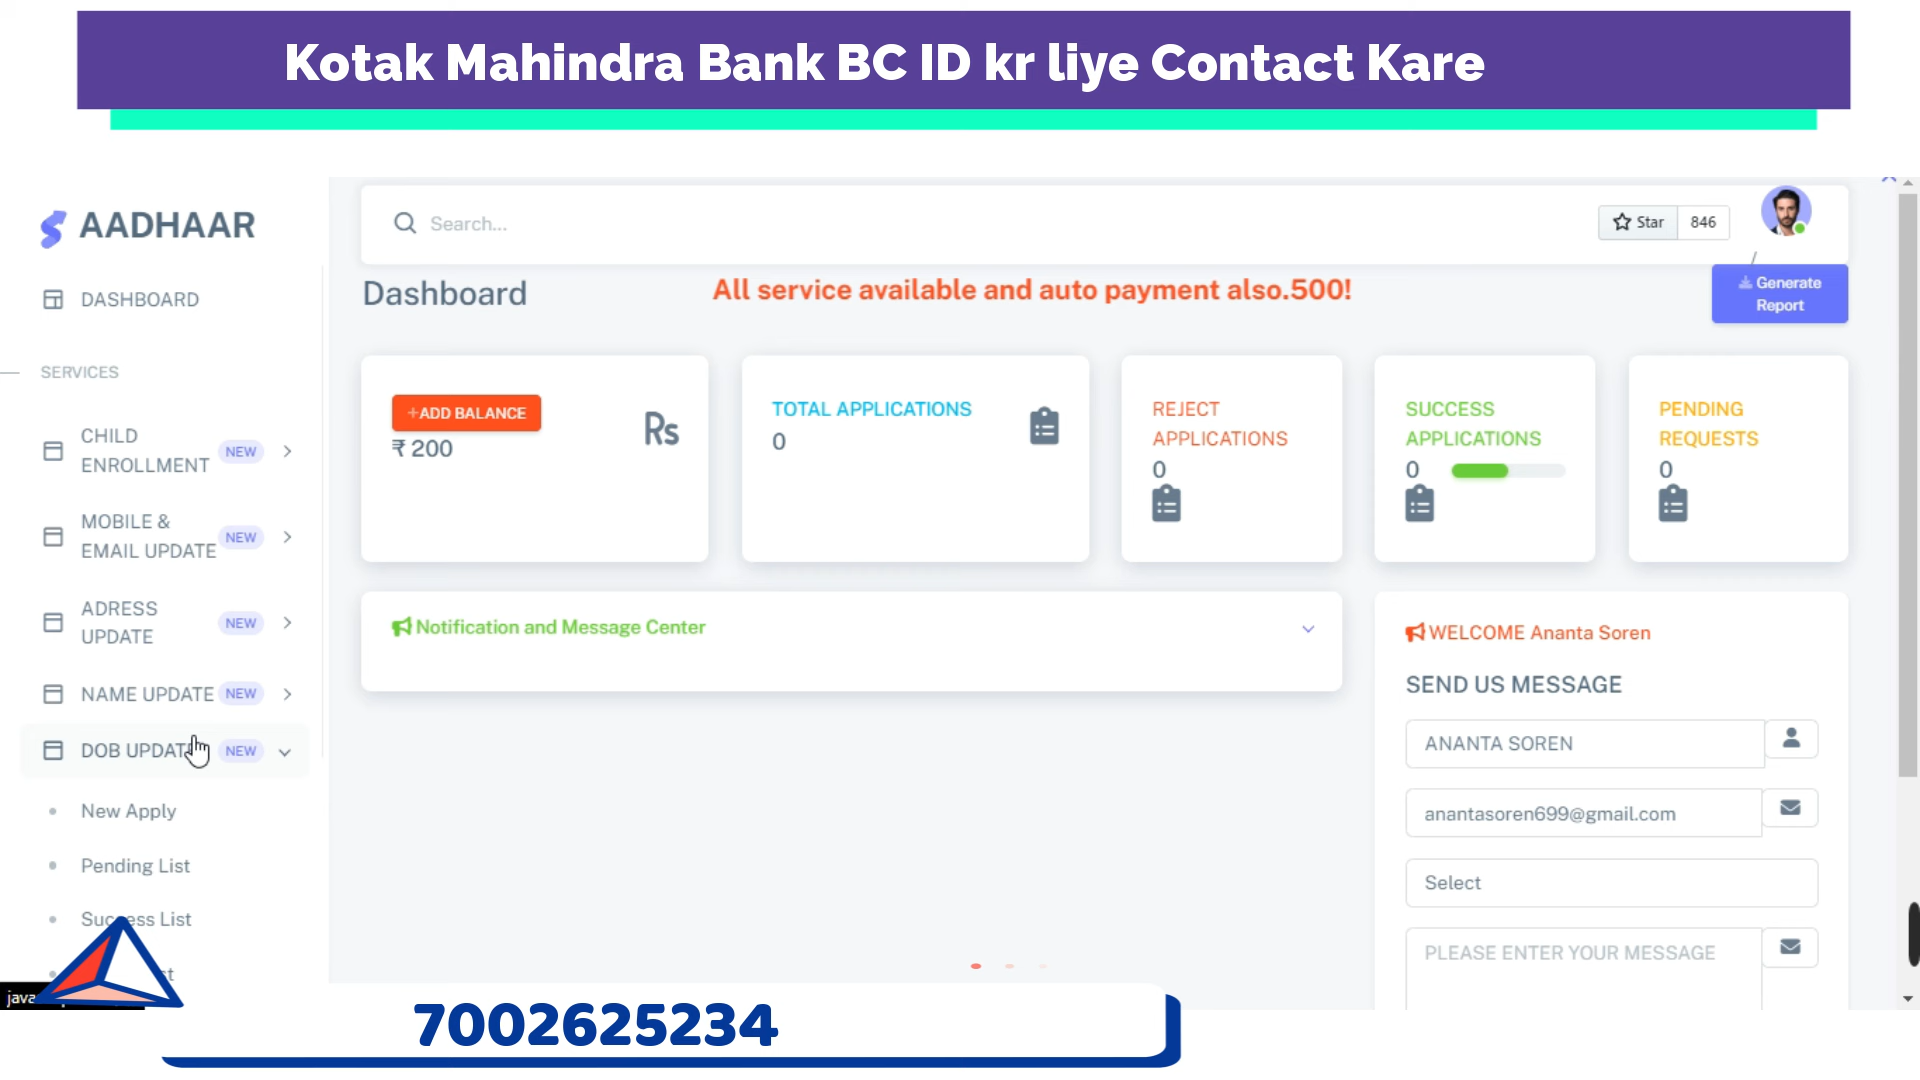 Kotak Mahindra Bank BC ID kr liye Contact Kare
AADHAAR
Search...
Star 846
DASHBOARD
Dashboard
All service available and auto payment also.500!
Generate
Report
SERVICES
CHILD
ENROLLMENT NEW
MOBILE &
EMAIL UPDATE NEW
ADRESS
UPDATE NEW
NAME UPDATE NEW
DOB UPDATE NEW
New Apply
Pending List
Success List
+ADD BALANCE
₹ 200
Rs
TOTAL APPLICATIONS
0
REJECT
APPLICATIONS
0
SUCCESS
APPLICATIONS
0
PENDING
REQUESTS
0
Notification and Message Center
WELCOME Ananta Soren
SEND US MESSAGE
ANANTA SOREN
anantasoren699@gmail.com
Select
PLEASE ENTER YOUR MESSAGE
7002625234